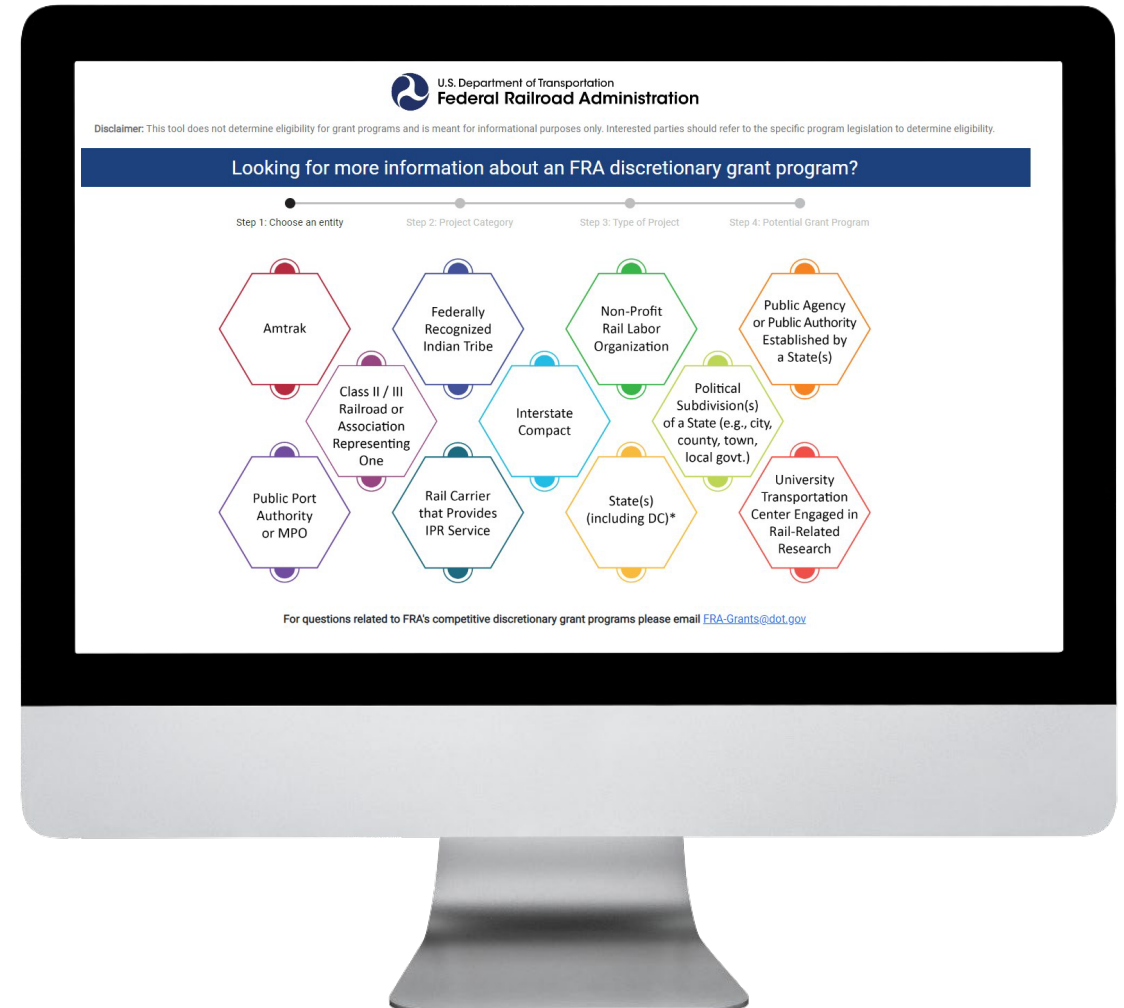 U.S. Department of Transportation
Federal Railroad Administration
Disclaimer: This tool does not determine eligibility for grant programs and is meant for informational purposes only. Interested parties should refer to the specific program legislation to determine eligibility.
Looking for more information about an FRA discretionary grant program?
Step 1: Choose an entity
Step 2: Project Category
Step 3: Type of Project
Step 4: Potential Grant Program
Amtrak
Federally
Recognized
Indian Tribe
Non-Profit
Rail Labor
Organization
Public Agency
or Public Authority
Established by
a State(s)
Class II / III
Railroad or
Association
Representing
One
Interstate
Compact
Political
Subdivision(s)
of a State (e.g., city,
county, town,
local govt.)
Public Port
Authority
or MPO
Rail Carrier
that Provides
IPR Service
State(s)
(including DC)*
University
Transportation
Center Engaged in
Rail-Related
Research
For questions related to FRA's competitive discretionary grant programs please email FRA-Grants@dot.gov